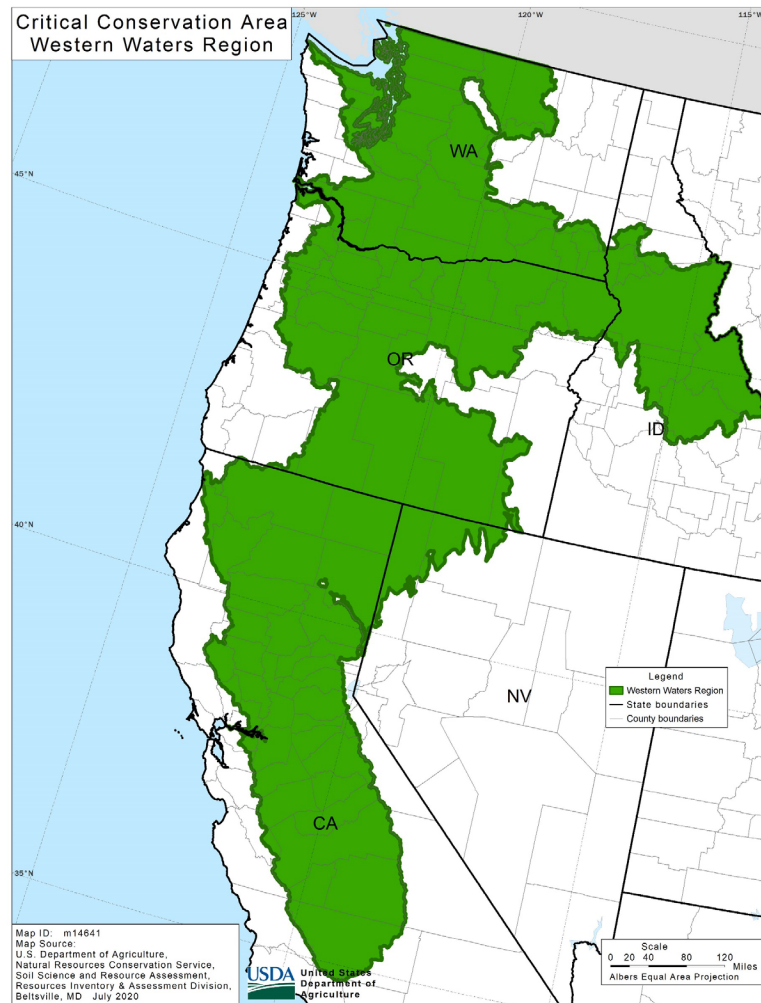 Critical Conservation Area
Western Waters Region
125°W
120°W
115°W
45°N
40°N
35°N
WA
OR
ID
NV
CA
Legend
Western Waters Region
State boundaries
County boundaries
Map ID: m14641
Map Source:
U.S. Department of Agriculture,
Natural Resources Conservation Service,
Soil Science and Resource Assessment,
Resources Inventory & Assessment Division,
Beltsville, MD July 2020
USDA
United States
Department of
Agriculture
Scale
0 20 40 80 120
Miles
Albers Equal Area Projection